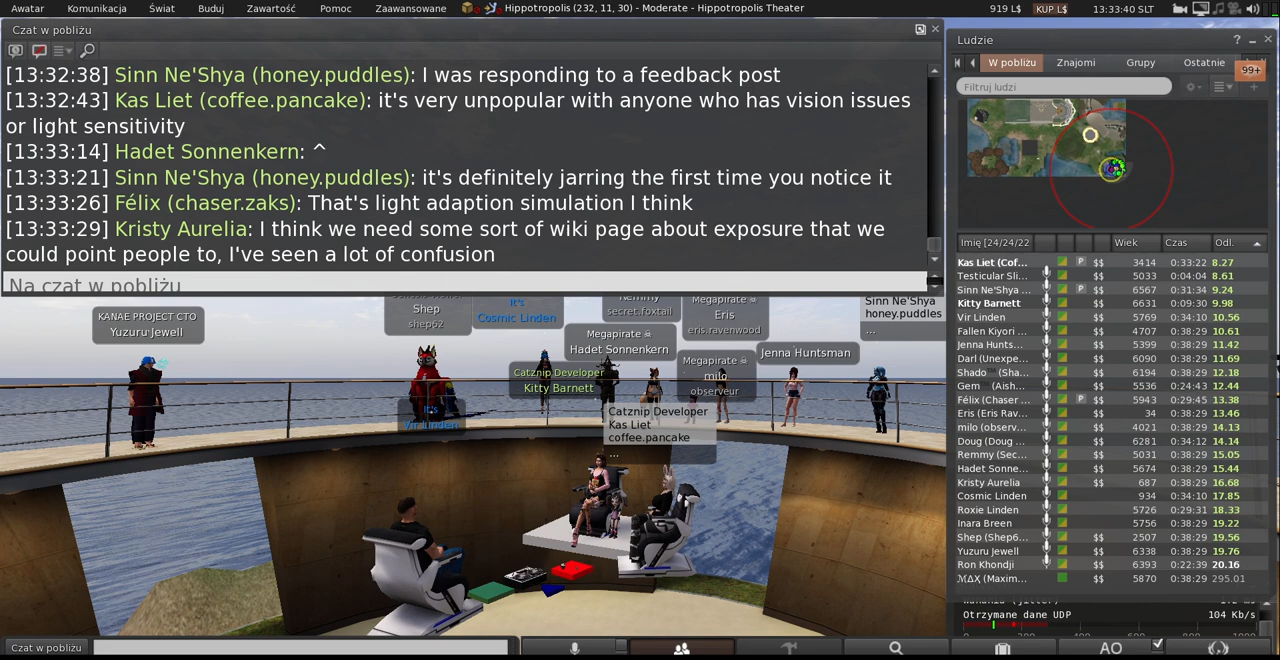 Awatar Komunikacja Świat Buduj Zawartość Pomoc Zaawansowane Hippotropolis (232, 11, 30) - Moderate - Hippotropolis Theater 919 L$ KUP L$ 13:33:40 SLT
Czat w pobliżu
[13:32:38] Sinn Ne'Shya (honey.puddles): I was responding to a feedback post
[13:32:43] Kas Liet (coffee.pancake): it's very unpopular with anyone who has vision issues
or light sensitivity
[13:33:14] Hadet Sonnenkern: ^
[13:33:21] Sinn Ne'Shya (honey.puddles): it's definitely jarring the first time you notice it
[13:33:26] Félix (chaser.zaks): That's light adaption simulation I think
[13:33:29] Kristy Aurelia: I think we need some sort of wiki page about exposure that we
could point people to, I've seen a lot of confusion
Na czat w pobliżu
KANAE PROJECT CTO
Yuzuru Jewell
Shep
shep62
It's
Cosmic Linden
Remmy
secret.foxtail
Megapirate ☠
Eris
eris.ravenwood
Sinn Ne'Shya
honey.puddles
...
Megapirate ☠
Hadet Sonnenkern
Jenna Huntsman
Catznip Developer
Kitty Barnett
Megapirate ☠
milo
observeur
It's
Vir Linden
Catznip Developer
Kas Liet
coffee.pancake
...
Ludzie
? _ ×
W pobliżu Znajomi Grupy Ostatnie
99+
Filtruj ludzi
Imię [24/24/22 Wiek Czas Odl.
Kas Liet (Cof... P $$ 3414 0:33:22 8.27
Testicular Sli... $$ 5033 0:04:04 8.61
Sinn Ne'Shya ... P $$ 6567 0:31:34 9.24
Kitty Barnett $$ 6631 0:09:30 9.98
Vir Linden $$ 5769 0:34:10 10.56
Fallen Kiyori ... $$ 4707 0:38:29 10.61
Jenna Hunts... $$ 5399 0:38:29 11.42
Darl (Unexpe... $$ 6090 0:38:29 11.69
Shado™ (Sha... $$ 6194 0:38:29 12.18
Gem (Aish... $$ 5536 0:24:43 12.44
Félix (Chaser ... P $$ 5943 0:29:45 13.38
Eris (Eris Rav... $$ 34 0:38:29 13.46
milo (observ... $$ 4021 0:38:29 14.13
Doug (Doug ... $$ 6281 0:34:12 14.14
Remmy (Sec... $$ 5031 0:38:29 15.05
Hadet Sonne... $$ 5674 0:38:29 15.44
Kristy Aurelia $$ 687 0:38:29 16.68
Cosmic Linden 934 0:34:10 17.85
Roxie Linden $$ 5726 0:29:31 18.33
Inara Breen $$ 5756 0:38:29 19.22
Shep (Shep6... $$ 2507 0:38:29 19.56
Yuzuru Jewell $$ 6338 0:38:29 19.76
Ron Khondji $$ 6393 0:22:39 20.16
ℳΔX (Maxim... $$ 5870 0:38:29 295.01
Otrzymane dane UDP 104 Kb/s
Czat w pobliżu
AO